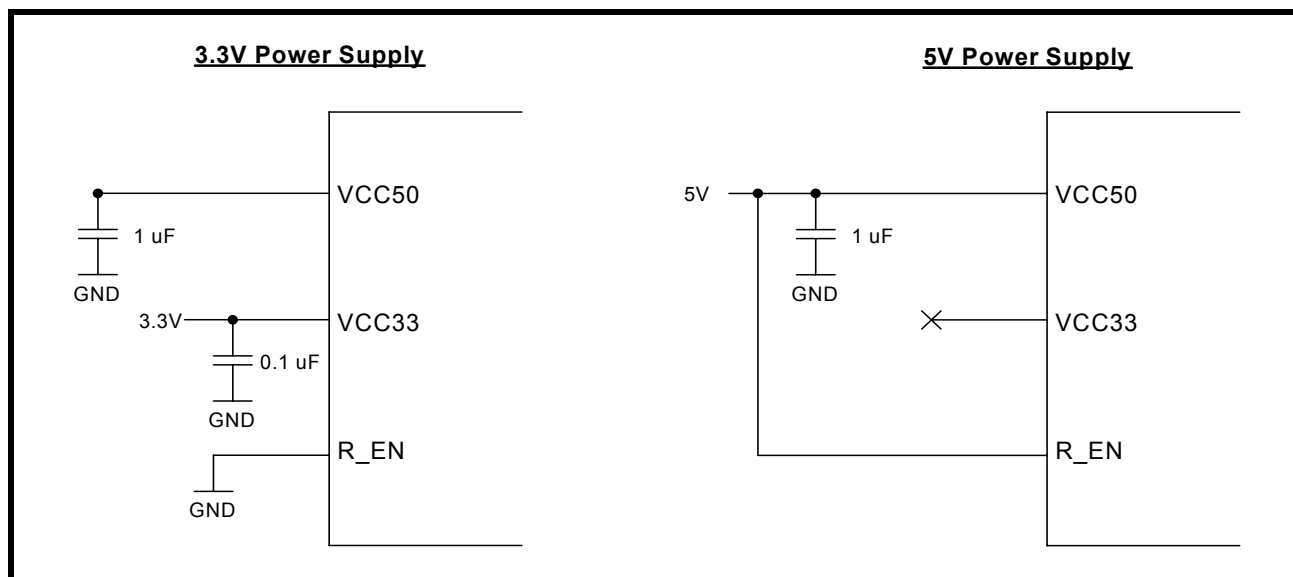 3.3V Power Supply
VCC50
1 uF
GND
3.3V
VCC33
0.1 uF
GND
R_EN
GND
5V Power Supply
5V
VCC50
1 uF
GND
VCC33
R_EN